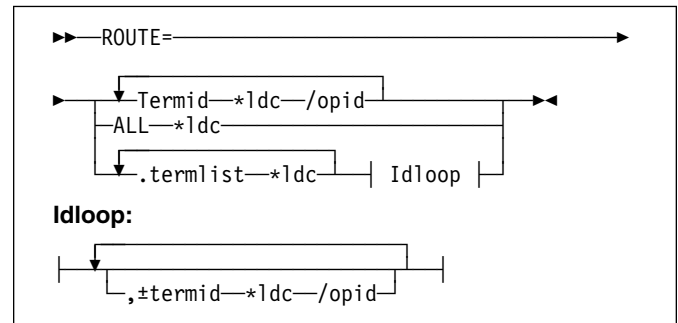 ROUTE=
Termid *ldc /opid
ALL *ldc
.termlist *ldc Idloop
Idloop:
,±termid *ldc /opid